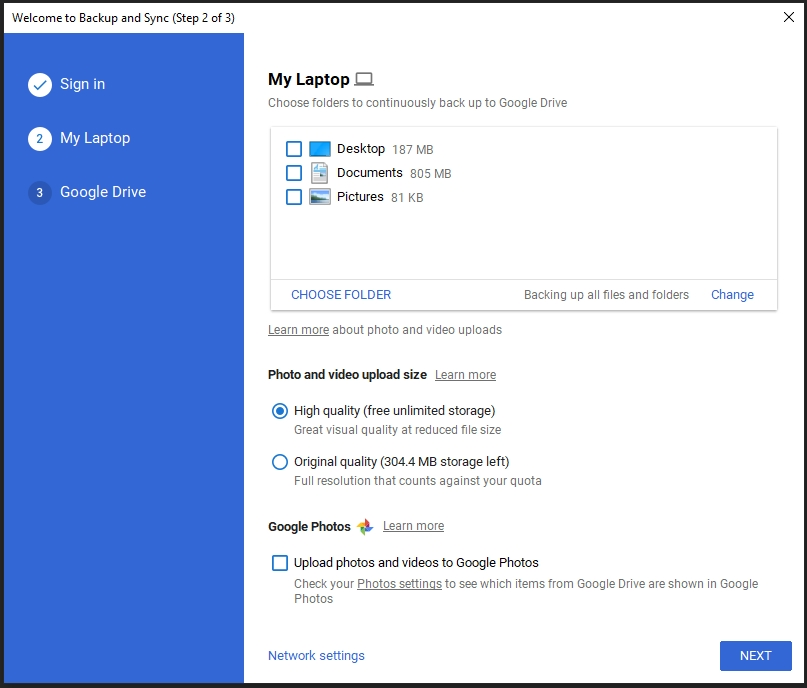 Welcome to Backup and Sync (Step 2 of 3)
Sign in
2 My Laptop
3 Google Drive
My Laptop
Choose folders to continuously back up to Google Drive
Desktop 187 MB
Documents 805 MB
Pictures 81 KB
CHOOSE FOLDER Backing up all files and folders Change
Learn more about photo and video uploads
Photo and video upload size Learn more
High quality (free unlimited storage)
Great visual quality at reduced file size
Original quality (304.4 MB storage left)
Full resolution that counts against your quota
Google Photos Learn more
Upload photos and videos to Google Photos
Check your Photos settings to see which items from Google Drive are shown in Google
Photos
Network settings NEXT